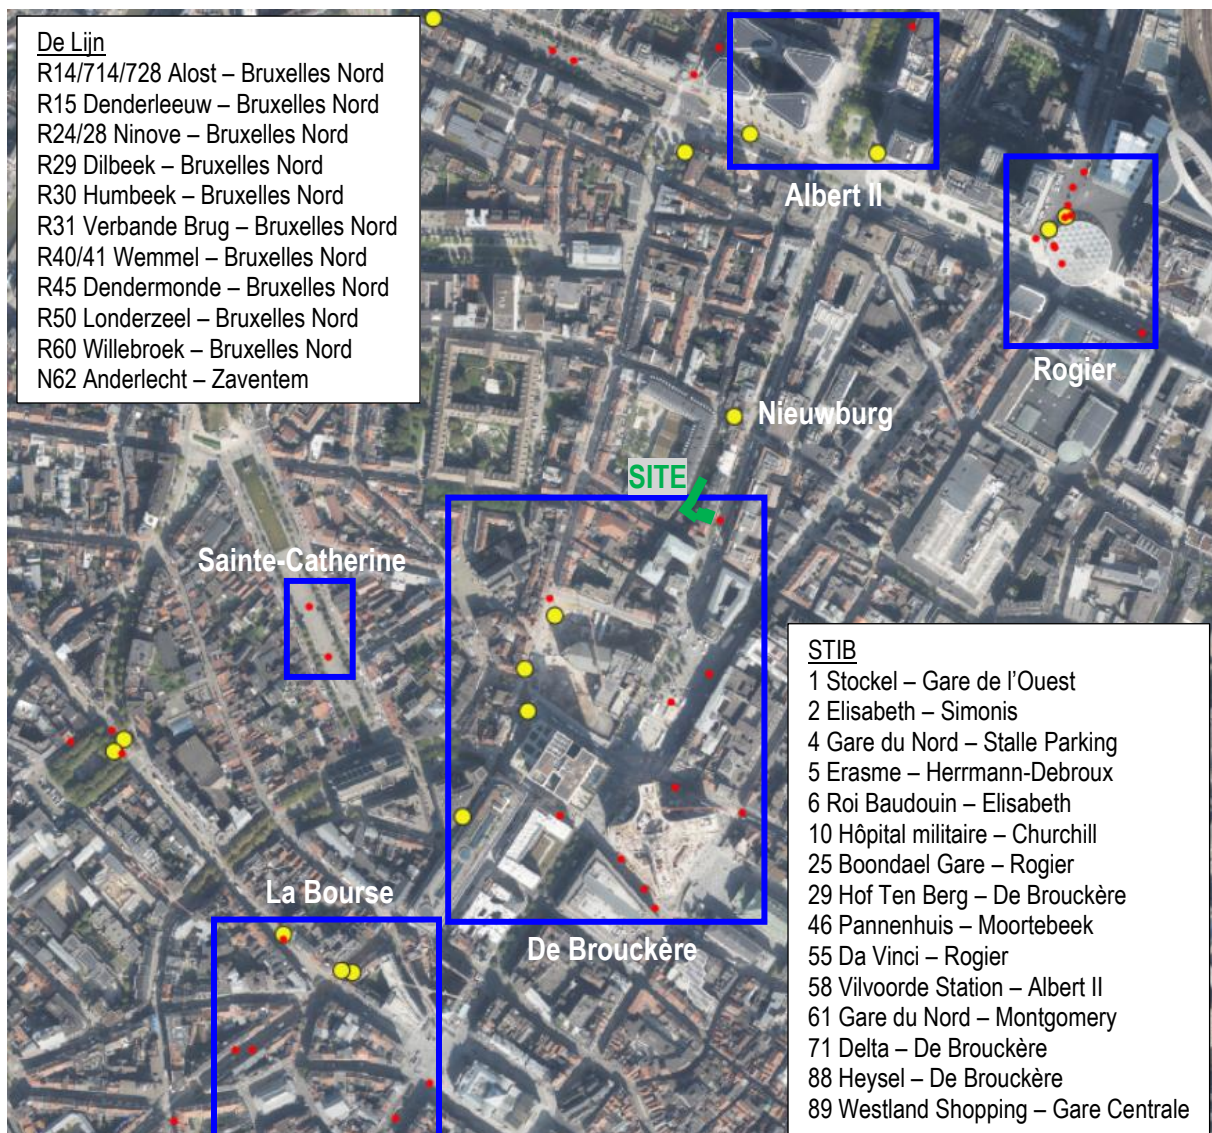 De Lijn
R14/714/728 Alost – Bruxelles Nord
R15 Denderleeuw – Bruxelles Nord
R24/28 Ninove – Bruxelles Nord
R29 Dilbeek – Bruxelles Nord
R30 Humbeek – Bruxelles Nord
R31 Verbande Brug – Bruxelles Nord
R40/41 Wemmel – Bruxelles Nord
R45 Dendermonde – Bruxelles Nord
R50 Londerzeel – Bruxelles Nord
R60 Willebroek – Bruxelles Nord
N62 Anderlecht – Zaventem
Albert II
Rogier
Nieuwburg
SITE
Sainte-Catherine
La Bourse
De Brouckère
STIB
1 Stockel – Gare de l’Ouest
2 Elisabeth – Simonis
4 Gare du Nord – Stalle Parking
5 Erasme – Herrmann-Debroux
6 Roi Baudouin – Elisabeth
10 Hôpital militaire – Churchill
25 Boondael Gare – Rogier
29 Hof Ten Berg – De Brouckère
46 Pannenhuis – Moortebeek
55 Da Vinci – Rogier
58 Vilvoorde Station – Albert II
61 Gare du Nord – Montgomery
71 Delta – De Brouckère
88 Heysel – De Brouckère
89 Westland Shopping – Gare Centrale